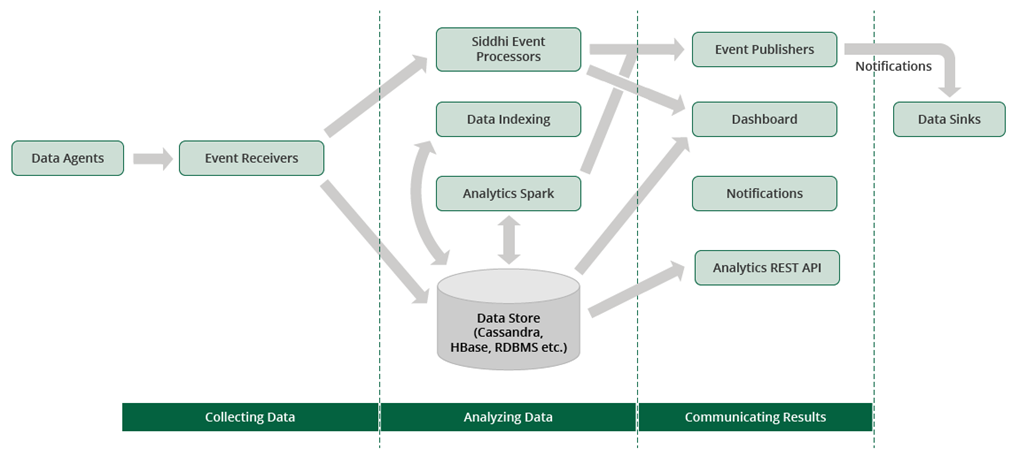 Data Agents
Event Receivers
Siddhi Event
Processors
Data Indexing
Analytics Spark
Data Store
(Cassandra,
HBase, RDBMS etc.)
Event Publishers
Dashboard
Notifications
Analytics REST API
Notifications
Data Sinks
Collecting Data
Analyzing Data
Communicating Results